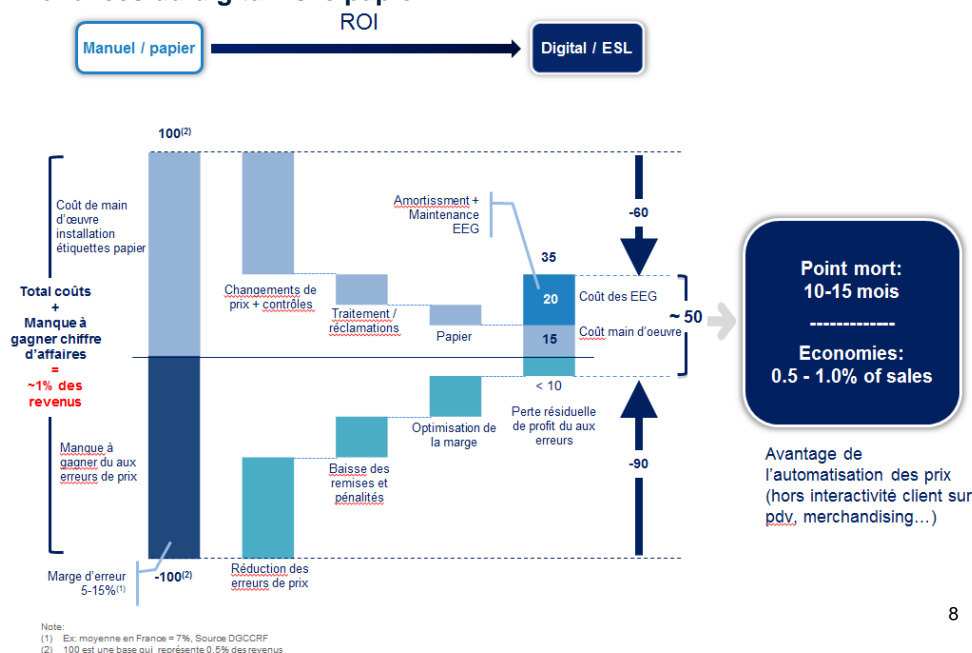 ROI
Manuel / papier
Digital / ESL
100(2)
Coût de main
d'œuvre
installation
étiquettes papier
Total coûts
+
Manque à
gagner chiffre
d'affaires
=
~1% des
revenus
Manque à
gagner du aux
erreurs de prix
Marge d'erreur
5-15%(1)
-100(2)
Changements de
prix + contrôles
Traitement /
réclamations
Papier
Amortissment +
Maintenance
EEG
35
20
15
Coût des EEG
Coût main d'oeuvre
< 10
Perte résiduelle
de profit du aux
erreurs
Optimisation de
la marge
Baisse des
remises et
pénalités
Réduction des
erreurs de prix
-60
~ 50
-90
Point mort:
10-15 mois
-------------
Economies:
0.5 - 1.0% of sales
Avantage de
l'automatisation des prix
(hors interactivité client sur
pdv, merchandising…)
8
Note:
(1) Ex: moyenne en France = 7%, Source DGCCRF
(2) 100 est une base qui représente 0.5% des revenus